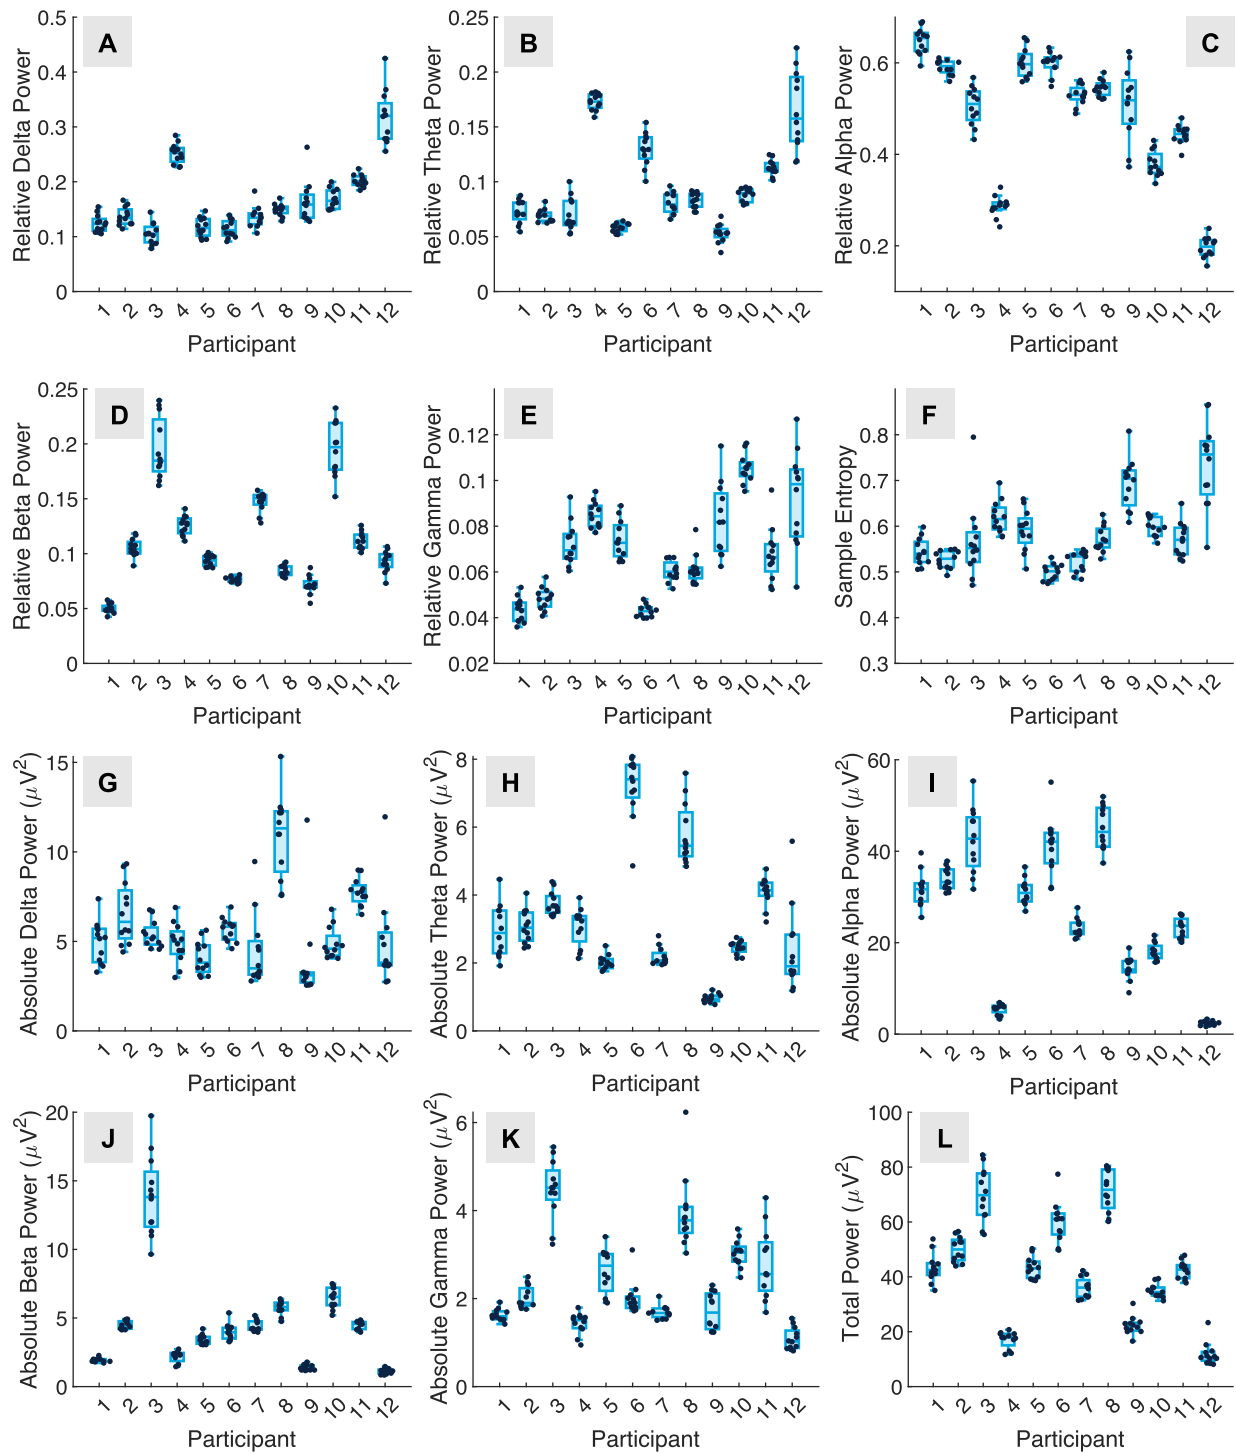 A
Relative Delta Power
0.5
0.4
0.3
0.2
0.1
0
1 2 3 4 5 6 7 8 9 10 11 12
Participant
B
Relative Theta Power
0.25
0.2
0.15
0.1
0.05
0
1 2 3 4 5 6 7 8 9 10 11 12
Participant
C
Relative Alpha Power
0.6
0.4
0.2
1 2 3 4 5 6 7 8 9 10 11 12
Participant
D
Relative Beta Power
0.25
0.2
0.15
0.1
0.05
0
1 2 3 4 5 6 7 8 9 10 11 12
Participant
E
Relative Gamma Power
0.12
0.1
0.08
0.06
0.04
0.02
1 2 3 4 5 6 7 8 9 10 11 12
Participant
F
Sample Entropy
0.8
0.7
0.6
0.5
0.4
0.3
1 2 3 4 5 6 7 8 9 10 11 12
Participant
G
Absolute Delta Power (μV²)
15
10
5
0
1 2 3 4 5 6 7 8 9 10 11 12
Participant
H
Absolute Theta Power (μV²)
8
6
4
2
0
1 2 3 4 5 6 7 8 9 10 11 12
Participant
I
Absolute Alpha Power (μV²)
60
40
20
0
1 2 3 4 5 6 7 8 9 10 11 12
Participant
J
Absolute Beta Power (μV²)
20
15
10
5
0
1 2 3 4 5 6 7 8 9 10 11 12
Participant
K
Absolute Gamma Power (μV²)
6
4
2
0
1 2 3 4 5 6 7 8 9 10 11 12
Participant
L
Total Power (μV²)
100
80
60
40
20
0
1 2 3 4 5 6 7 8 9 10 11 12
Participant